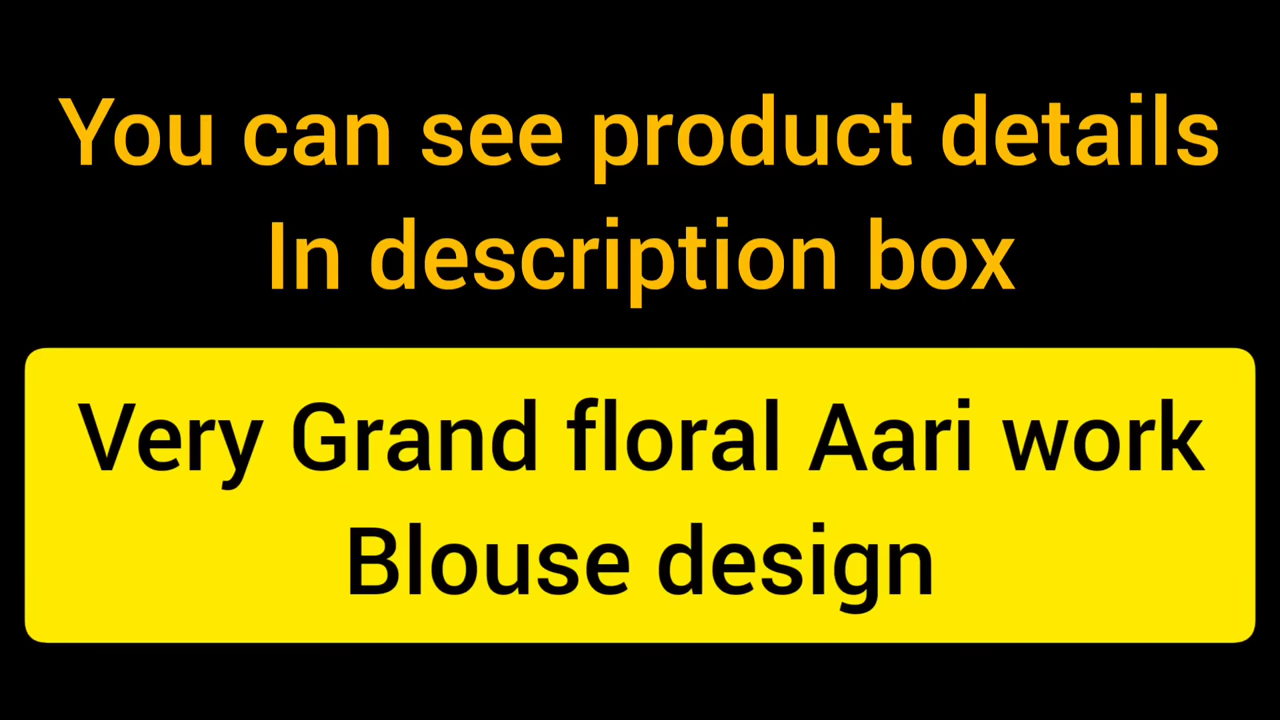 You can see product details
In description box
Very Grand floral Aari work
Blouse design